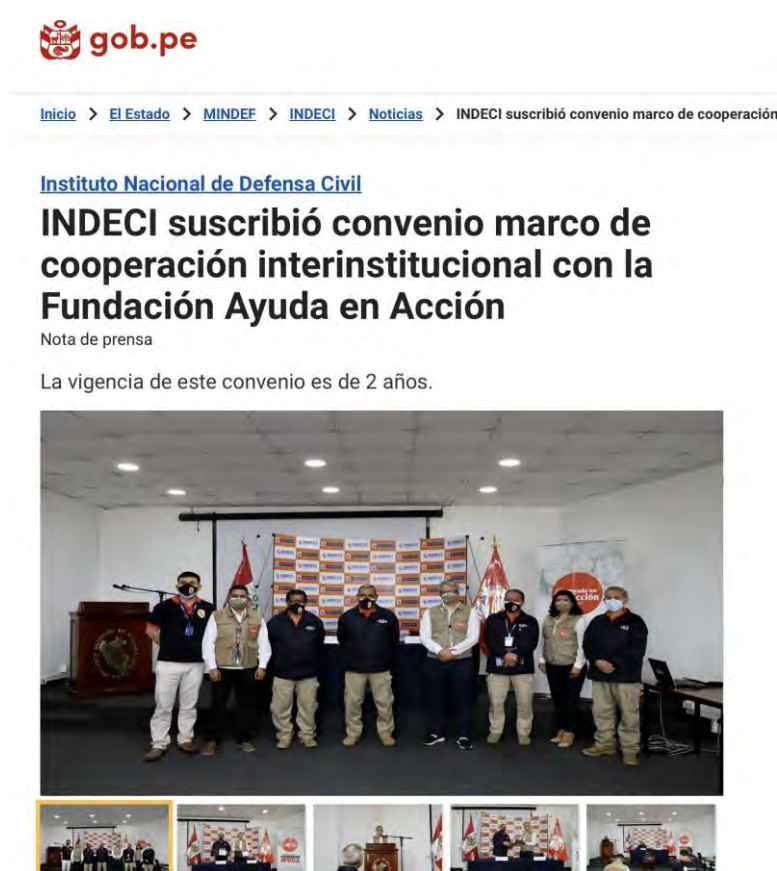 gob.pe
Inicio > El Estado > MINDEF > INDECI > Noticias > INDECI suscribió convenio marco de cooperación
Instituto Nacional de Defensa Civil
INDECI suscribió convenio marco de
cooperación interinstitucional con la
Fundación Ayuda en Acción
Nota de prensa
La vigencia de este convenio es de 2 años.